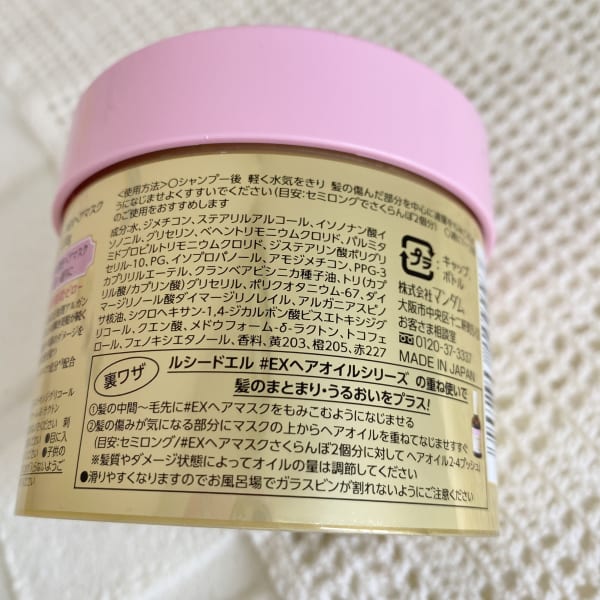 ヘアマスク
<使用方法>○シャンプー後 軽く水気をきり 髪の傷んだ部分を中心に
うになじませよくすすいでください(目安:セミロングでさくらんぼ2個分)
のご使用をおすすめします
成分:水、ジメチコン、ステアリルアルコール、イソノナン酸イ
ソノニル、グリセリン、ベヘントリモニウムクロリド、パルミタ
ミドプロピルトリモニウムクロリド、ジステアリン酸ポリグリ
セリル-10、PG、イソプロパノール、アモジメチコン、PPG-3
カプリリルエーテル、クランベアビシニカ種子油、トリ(カプリ
リル酸/カプリン酸)グリセリル、ポリクオタニウム-67、ダイ
マージリノール酸ダイマージリノレイル、アルガニアスピノ
サ核油、シクロヘキサン-1,4-ジカルボン酸ビスエトキシジグ
リコール、クエン酸、メドウフォーム-δ-ラクトン、トコフェ
ロール、フェノキシエタノール、香料、黄203、橙205、赤227
プラ
:キャップ、
ボトル
株式会社マンダム
大阪市中央区十二軒町
お客さま相談室
0120-37-3337
MADE IN JAPAN
裏ワザ
ルシードエル #EXヘアオイルシリーズ の重ね使いで
髪のまとまり・うるおいをプラス!
①髪の中間〜毛先に#EXヘアマスクをもみこむようになじませる
②髪の傷みが気になる部分にマスクの上からヘアオイルを重ねてなじませすすぐ
(目安:セミロング/#EXヘアマスクさくらんぼ2個分に対して ヘアオイル2-4プッシュ)
※髪質やダメージ状態によってオイルの量は調節してください
●滑りやすくなりますのでお風呂場でガラスビンが割れないようにご注意ください